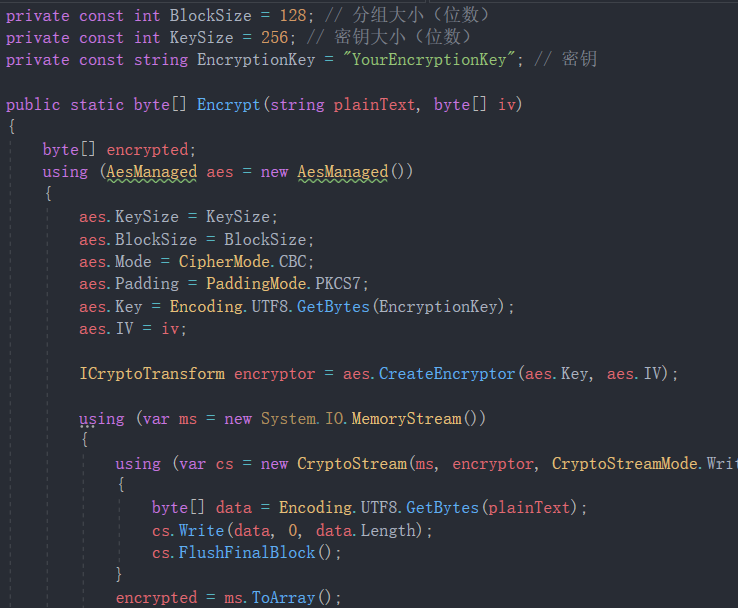 private const int BlockSize = 128; // 分组大小（位数）
private const int KeySize = 256; // 密钥大小（位数）
private const string EncryptionKey = "YourEncryptionKey"; // 密钥
public static byte[] Encrypt(string plainText, byte[] iv)
{
byte[] encrypted;
using (AesManaged aes = new AesManaged())
{
aes.KeySize = KeySize;
aes.BlockSize = BlockSize;
aes.Mode = CipherMode.CBC;
aes.Padding = PaddingMode.PKCS7;
aes.Key = Encoding.UTF8.GetBytes(EncryptionKey);
aes.IV = iv;
ICryptoTransform encryptor = aes.CreateEncryptor(aes.Key, aes.IV);
using (var ms = new System.IO.MemoryStream())
{
using (var cs = new CryptoStream(ms, encryptor, CryptoStreamMode.Writ
{
byte[] data = Encoding.UTF8.GetBytes(plainText);
cs.Write(data, 0, data.Length);
cs.FlushFinalBlock();
}
encrypted = ms.ToArray();